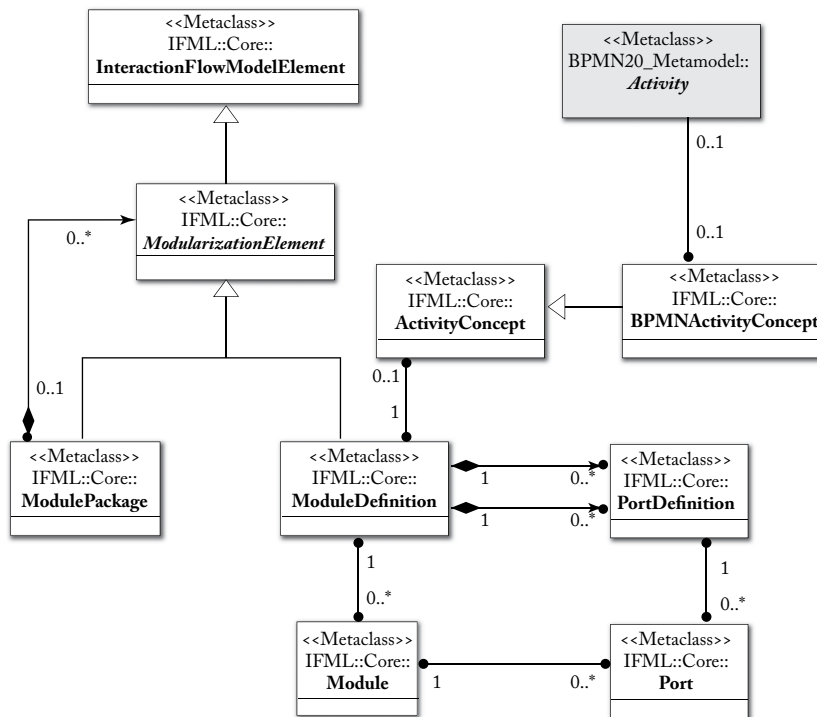 <<Metaclass>>
IFML::Core::
InteractionFlowModelElement
<<Metaclass>>
BPMN20_Metamodel::
Activity
0..1
0..1
<<Metaclass>>
IFML::Core::
ModularizationElement
0..*
0..1
<<Metaclass>>
IFML::Core::
ActivityConcept
<<Metaclass>>
IFML::Core::
BPMNActivityConcept
0..1
1
<<Metaclass>>
IFML::Core::
ModulePackage
<<Metaclass>>
IFML::Core::
ModuleDefinition
1
0..*
1
0..*
<<Metaclass>>
IFML::Core::
PortDefinition
1
0..*
1
0..*
<<Metaclass>>
IFML::Core::
Module
1
0..*
<<Metaclass>>
IFML::Core::
Port